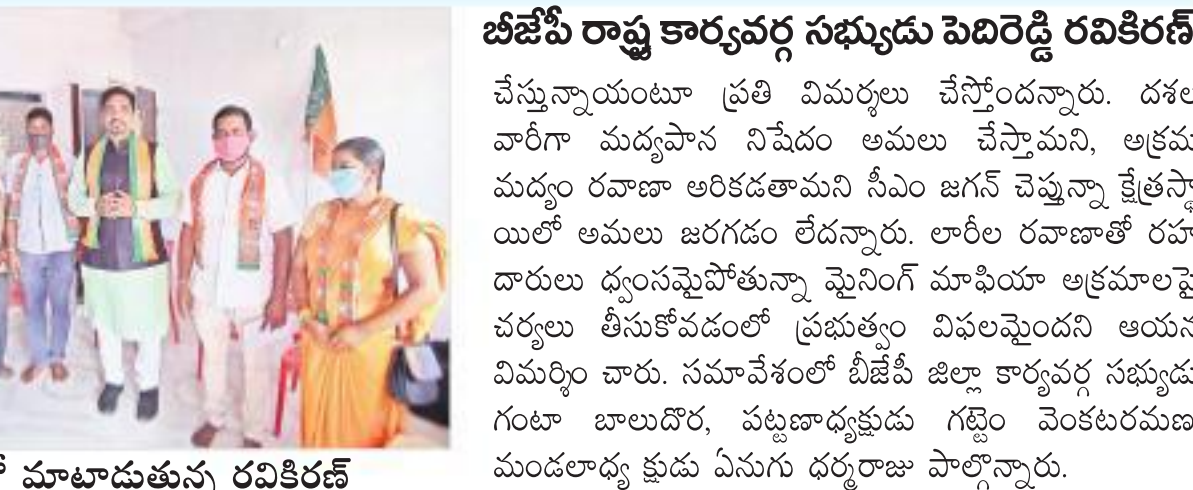 బీజేపీ రాష్ట్ర కార్యవర్గ సభ్యుడు పెదిరెడ్డి రవికిరణ్
చేస్తున్నాయంటూ ప్రతి విమర్శలు చేస్తోందన్నారు. దశల
వారీగా మద్యపాన నిషేదం అమలు చేస్తామని, అక్రమ
మద్యం రవాణా అరికడతామని సీఎం జగన్ చెప్తున్నా క్షేత్రస్థా
యిలో అమలు జరగడం లేదన్నారు. లారీల రవాణాతో రహ
దారులు ధ్వంసమైపోతున్నా మైనింగ్ మాఫియా అక్రమాలపై
చర్యలు తీసుకోవడంలో ప్రభుత్వం విఫలమైందని ఆయన
విమర్శిం చారు. సమావేశంలో బీజేపీ జిల్లా కార్యవర్గ సభ్యుడు
గంటా బాలుదొర, పట్టణాధ్యక్షుడు గట్టెం వెంకటరమణ
మండలాధ్య క్షుడు ఏనుగు ధర్మరాజు పాల్గొన్నారు.
మాటాడుతున్న రవికిరణ్